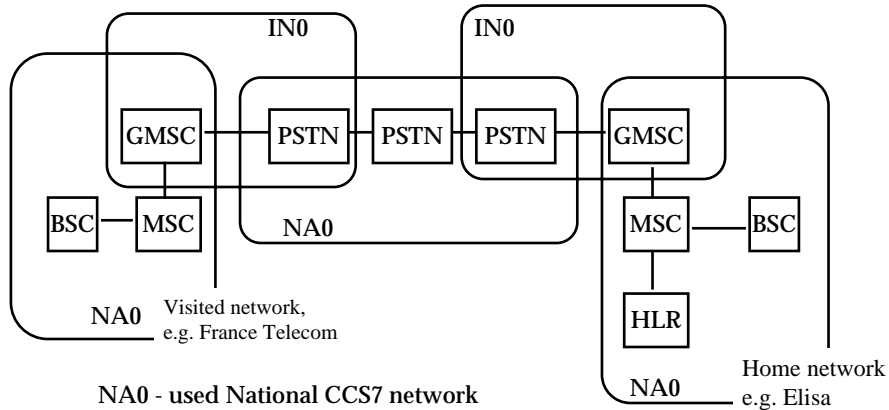 IN0
IN0
GMSC
PSTN
PSTN
PSTN
GMSC
BSC
MSC
NA0
MSC
BSC
NA0
Visited network,
e.g. France Telecom
HLR
NA0
Home network
e.g. Elisa
NA0 - used National CCS7 network